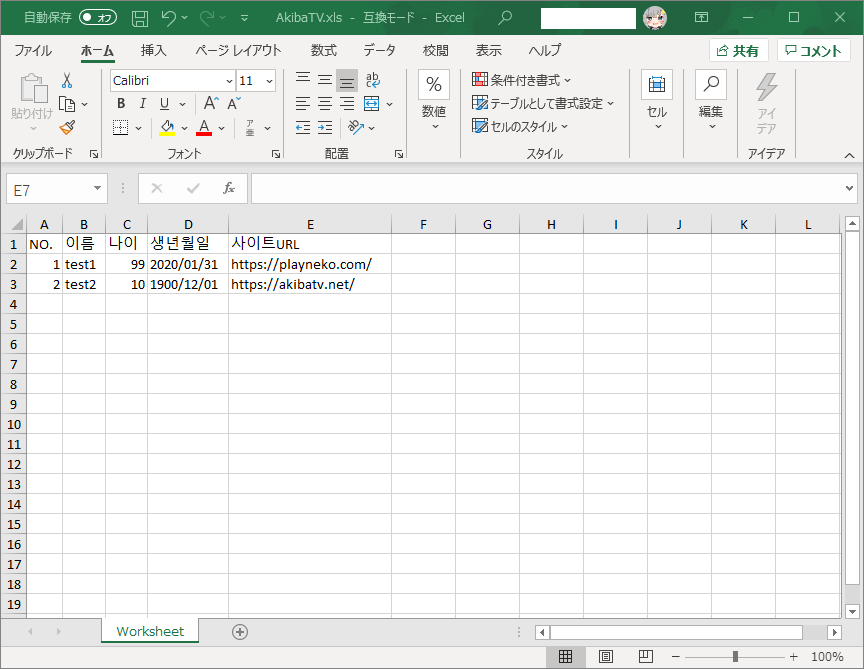 自動保存 オフ AkibaTV.xls - 互換モード - Excel
ファイル ホーム 挿入 ページ レイアウト 数式 データ 校閲 表示 ヘルプ 共有 コメント
貼り付け
クリップボード
Calibri 11
B I U A A
A ア亜
フォント
ab
配置
%
数値
条件付き書式
テーブルとして書式設定
セルのスタイル
スタイル
セル
編集
アイデア
アイデア
E7 fx
A B C D E F G H I J K L
1 NO. 이름 나이 생년월일 사이트URL
2 1 test1 99 2020/01/31 https://playneko.com/
3 2 test2 10 1900/12/01 https://akibatv.net/
4
5
6
7
8
9
10
11
12
13
14
15
16
17
18
19
Worksheet
100%